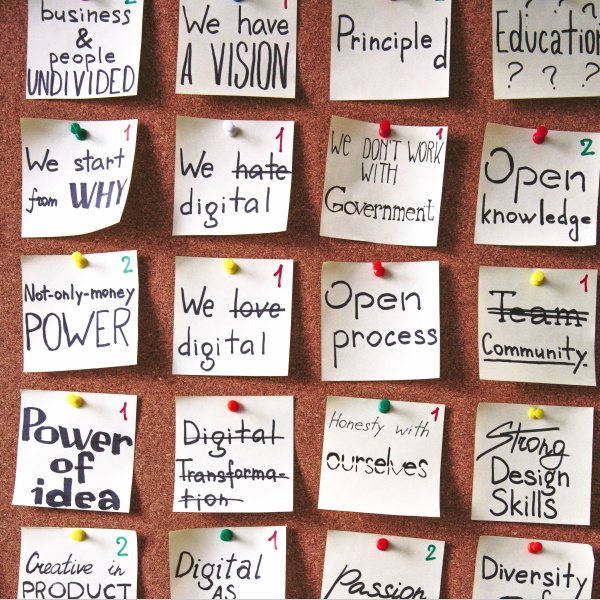 2
business
&
people
UNDIVIDED
1
We have
A VISION
Principled
Education
? ? ?
1
We start
from WHY
1
We hate
digital
1
We DON'T WORK
WITH
Government
2
Open
knowledge
2
Not-only-money
POWER
1
We love
digital
Open
process
1
Team
Community.
1
Power
of
idea
Digital
Transforma-
tion
1
Honesty with
ourselves
Strong
Design
Skills
2
Creative in
PRODUCT
1
Digital
AS
2
Passion
Diversity